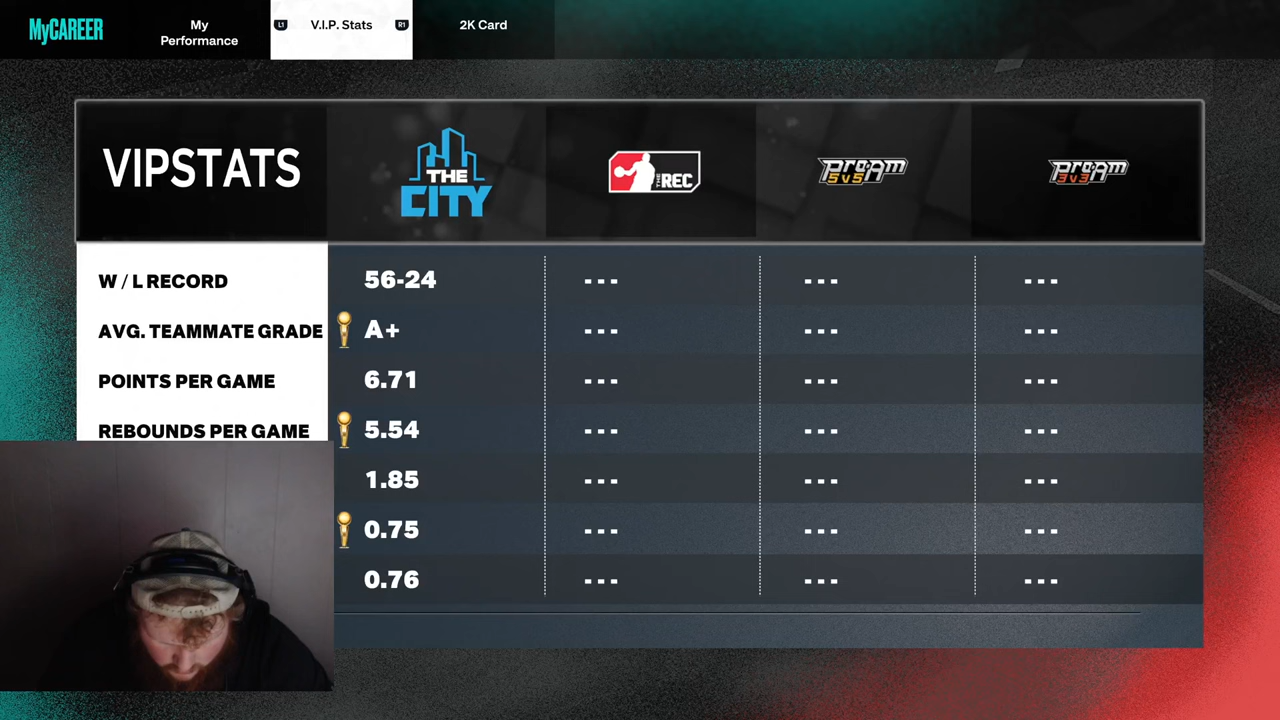 MyCAREER
My
Performance
L1
V.I.P. Stats
R1
2K Card
VIPSTATS
THE
CITY
THE REC
PROAM
5V5
PROAM
3V3
W / L RECORD 56-24 --- --- ---
AVG. TEAMMATE GRADE A+ --- --- ---
POINTS PER GAME 6.71 --- --- ---
REBOUNDS PER GAME 5.54 --- --- ---
1.85 --- --- ---
0.75 --- --- ---
0.76 --- --- ---